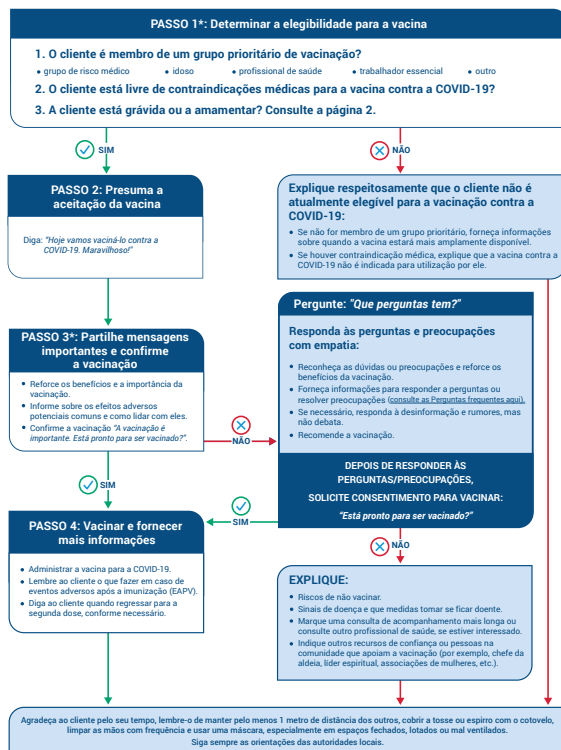 PASSO 1*: Determinar a elegibilidade para a vacina
1. O cliente é membro de um grupo prioritário de vacinação?
• grupo de risco médico • idoso • profissional de saúde • trabalhador essencial • outro
2. O cliente está livre de contraindicações médicas para a vacina contra a COVID-19?
3. A cliente está grávida ou a amamentar? Consulte a página 2.
SIM
NÃO
PASSO 2: Presuma a
aceitação da vacina
Diga: "Hoje vamos vaciná-lo contra a
COVID-19. Maravilhoso!"
Explique respeitosamente que o cliente não é
atualmente elegível para a vacinação contra a
COVID-19:
• Se não for membro de um grupo prioritário, forneça informações
sobre quando a vacina estará mais amplamente disponível.
• Se houver contraindicação médica, explique que a vacina contra a
COVID-19 não é indicada para utilização por ele.
PASSO 3*: Partilhe mensagens
importantes e confirme
a vacinação
• Reforce os benefícios e a importância da
vacinação.
• Informe sobre os efeitos adversos
potenciais comuns e como lidar com eles.
• Confirme a vacinação "A vacinação é
importante. Está pronto para ser vacinado?".
NÃO
Pergunte: "Que perguntas tem?"
Responda às perguntas e preocupações
com empatia:
• Reconheça as dúvidas ou preocupações e reforce os
benefícios da vacinação.
• Forneça informações para responder a perguntas ou
resolver preocupações (consulte as Perguntas frequentes aqui).
• Se necessário, responda à desinformação e rumores, mas
não debata.
• Recomende a vacinação.
DEPOIS DE RESPONDER ÀS
PERGUNTAS/PREOCUPAÇÕES,
SOLICITE CONSENTIMENTO PARA VACINAR:
"Está pronto para ser vacinado?"
SIM
SIM
NÃO
PASSO 4: Vacinar e fornecer
mais informações
• Administrar a vacina para a COVID-19.
• Lembre ao cliente o que fazer em caso de
eventos adversos após a imunização (EAPV).
• Diga ao cliente quando regressar para a
segunda dose, conforme necessário.
EXPLIQUE:
• Riscos de não vacinar.
• Sinais de doença e que medidas tomar se ficar doente.
• Marque uma consulta de acompanhamento mais longa ou
consulte outro profissional de saúde, se estiver interessado.
• Indique outros recursos de confiança ou pessoas na
comunidade que apoiam a vacinação (por exemplo, chefe da
aldeia, líder espiritual, associações de mulheres, etc.).
Agradeça ao cliente pelo seu tempo, lembre-o de manter pelo menos 1 metro de distância dos outros, cobrir a tosse ou espirro com o cotovelo,
limpar as mãos com frequência e usar uma máscara, especialmente em espaços fechados, lotados ou mal ventilados.
Siga sempre as orientações das autoridades locais.